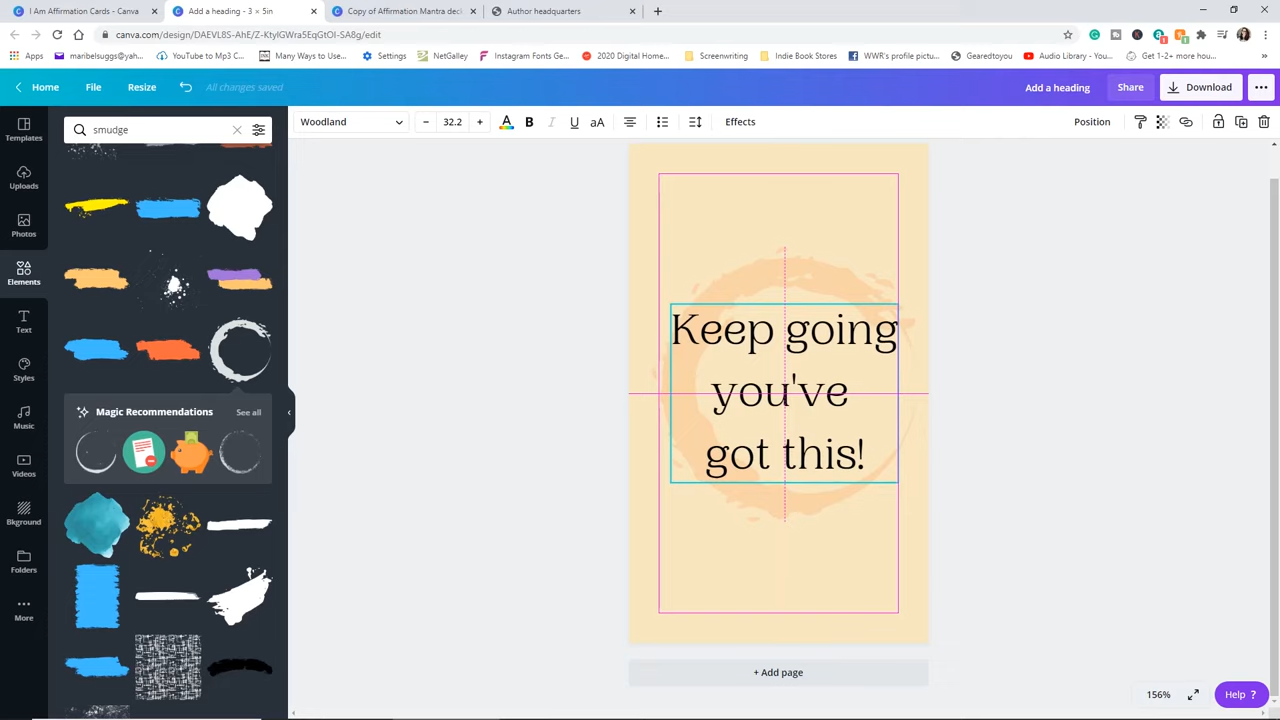 I Am Affirmation Cards - Canva
Add a heading - 3 × 5in
Copy of Affirmation Mantra dec
Author headquarters
canva.com/design/DAEVL8S-AhE/Z-KtylGWra5EqGfOI-SA8g/edit
Apps
maribelsuggs@yah...
YouTube to Mp3 C...
Many Ways to Use...
Settings
NetGalley
Instagram Fonts Ge...
2020 Digital Home...
Screenwriting
Indie Book Stores
WWR's profile pictu...
Gearedtoyou
Audio Library - You...
Get 1-2+ more hou...
Home
File
Resize
All changes saved
Add a heading
Share
Download
Templates
Uploads
Photos
Elements
Text
Styles
Music
Videos
Bkground
Folders
More
smudge
Magic Recommendations
See all
Woodland
32.2
A
B
I
U
aA
Effects
Position
Keep going
you've
got this!
+ Add page
156%
Help ?